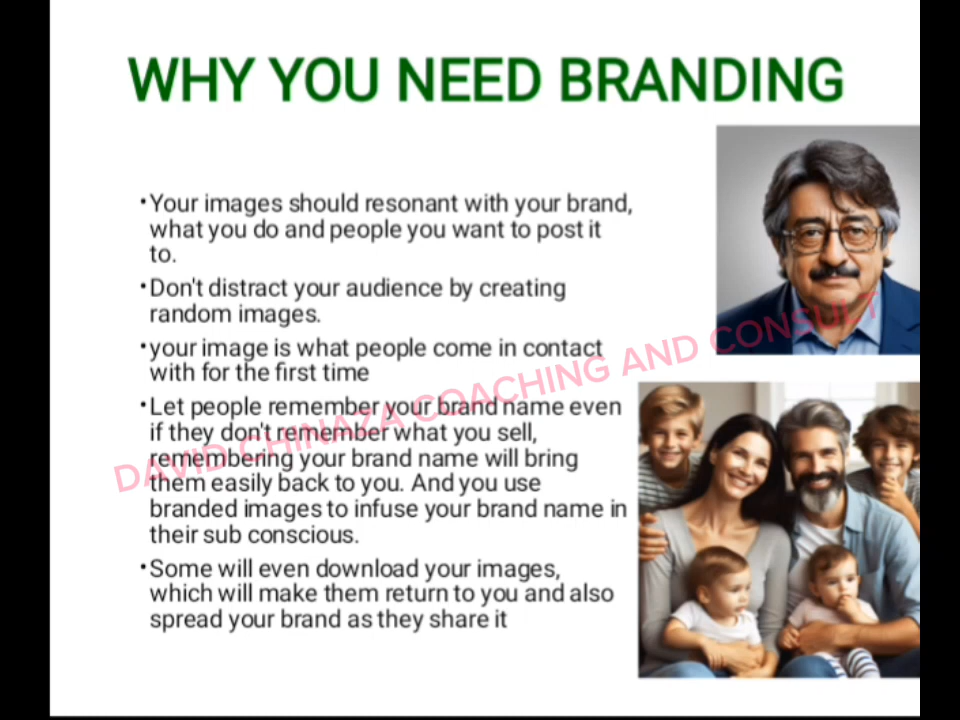 WHY YOU NEED BRANDING
•Your images should resonant with your brand,
what you do and people you want to post it
to.
•Don't distract your audience by creating
random images.
•your image is what people come in contact
with for the first time
•Let people remember your brand name even
if they don't remember what you sell,
remembering your brand name will bring
them easily back to you. And you use
branded images to infuse your brand name in
their sub conscious.
•Some will even download your images,
which will make them return to you and also
spread your brand as they share it
DAVID CHINAZA COACHING AND CONSULT